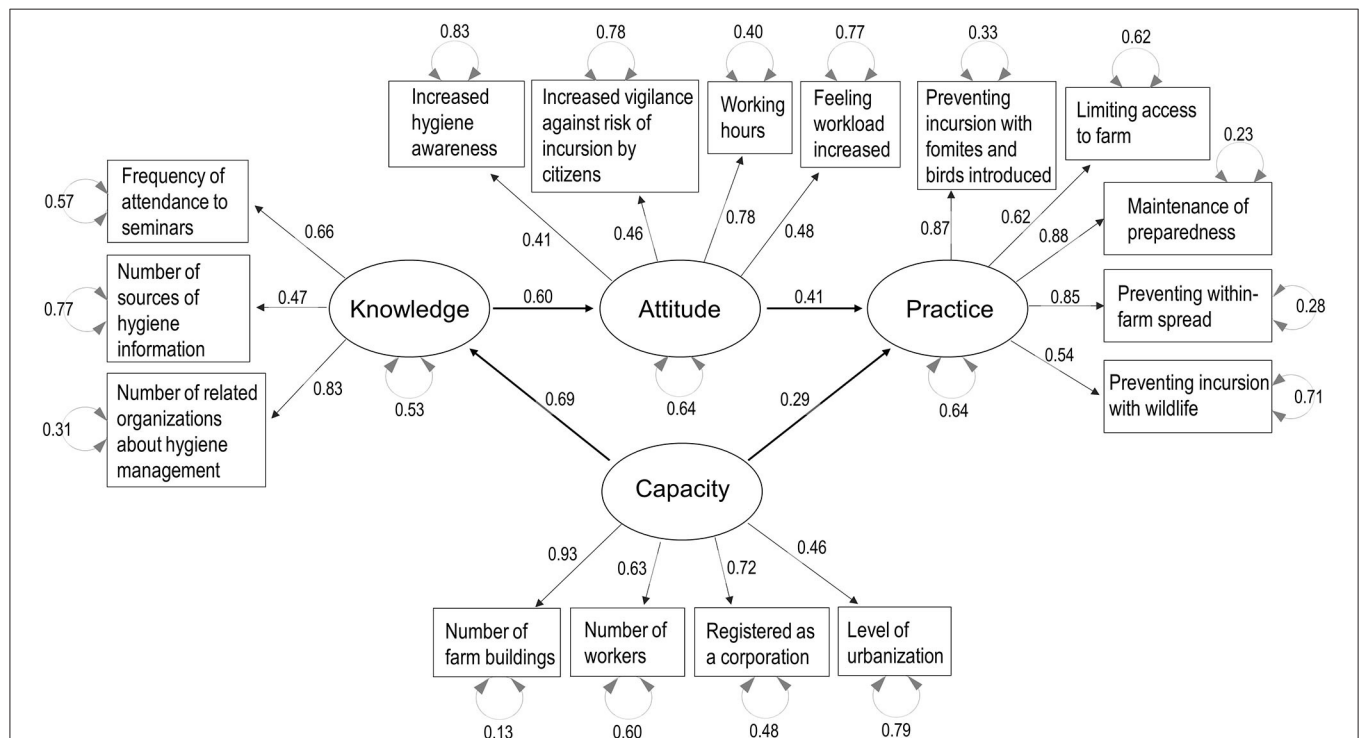 0.83
0.78
0.40
0.77
0.33
0.62
Increased
hygiene
awareness
Increased vigilance
against risk of
incursion by
citizens
Working
hours
Feeling
workload
increased
Preventing
incursion with
fomites and
birds introduced
Limiting access
to farm
0.23
Frequency of
attendance to
seminars
0.57
0.66
0.41
0.46
0.78
0.48
0.87
0.62
0.88
Maintenance of
preparedness
Number of
sources of
hygiene
information
0.77
0.47
Knowledge
0.60
Attitude
0.41
Practice
0.85
Preventing within-
farm spread
0.28
0.54
Preventing incursion
with wildlife
0.71
Number of related
organizations
about hygiene
management
0.31
0.83
0.53
0.69
0.64
0.29
0.64
Capacity
0.93
0.63
0.72
0.46
Number of
farm buildings
Number of
workers
Registered as
a corporation
Level of
urbanization
0.13
0.60
0.48
0.79